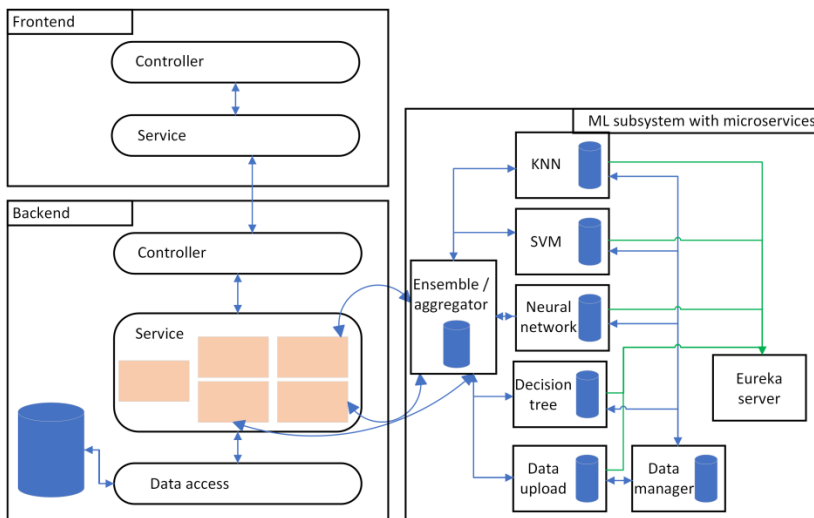 Frontend
Controller
Service
Backend
Controller
Service
Data access
ML subsystem with microservices
KNN
SVM
Ensemble /
aggregator
Neural
network
Decision
tree
Eureka
server
Data
upload
Data
manager